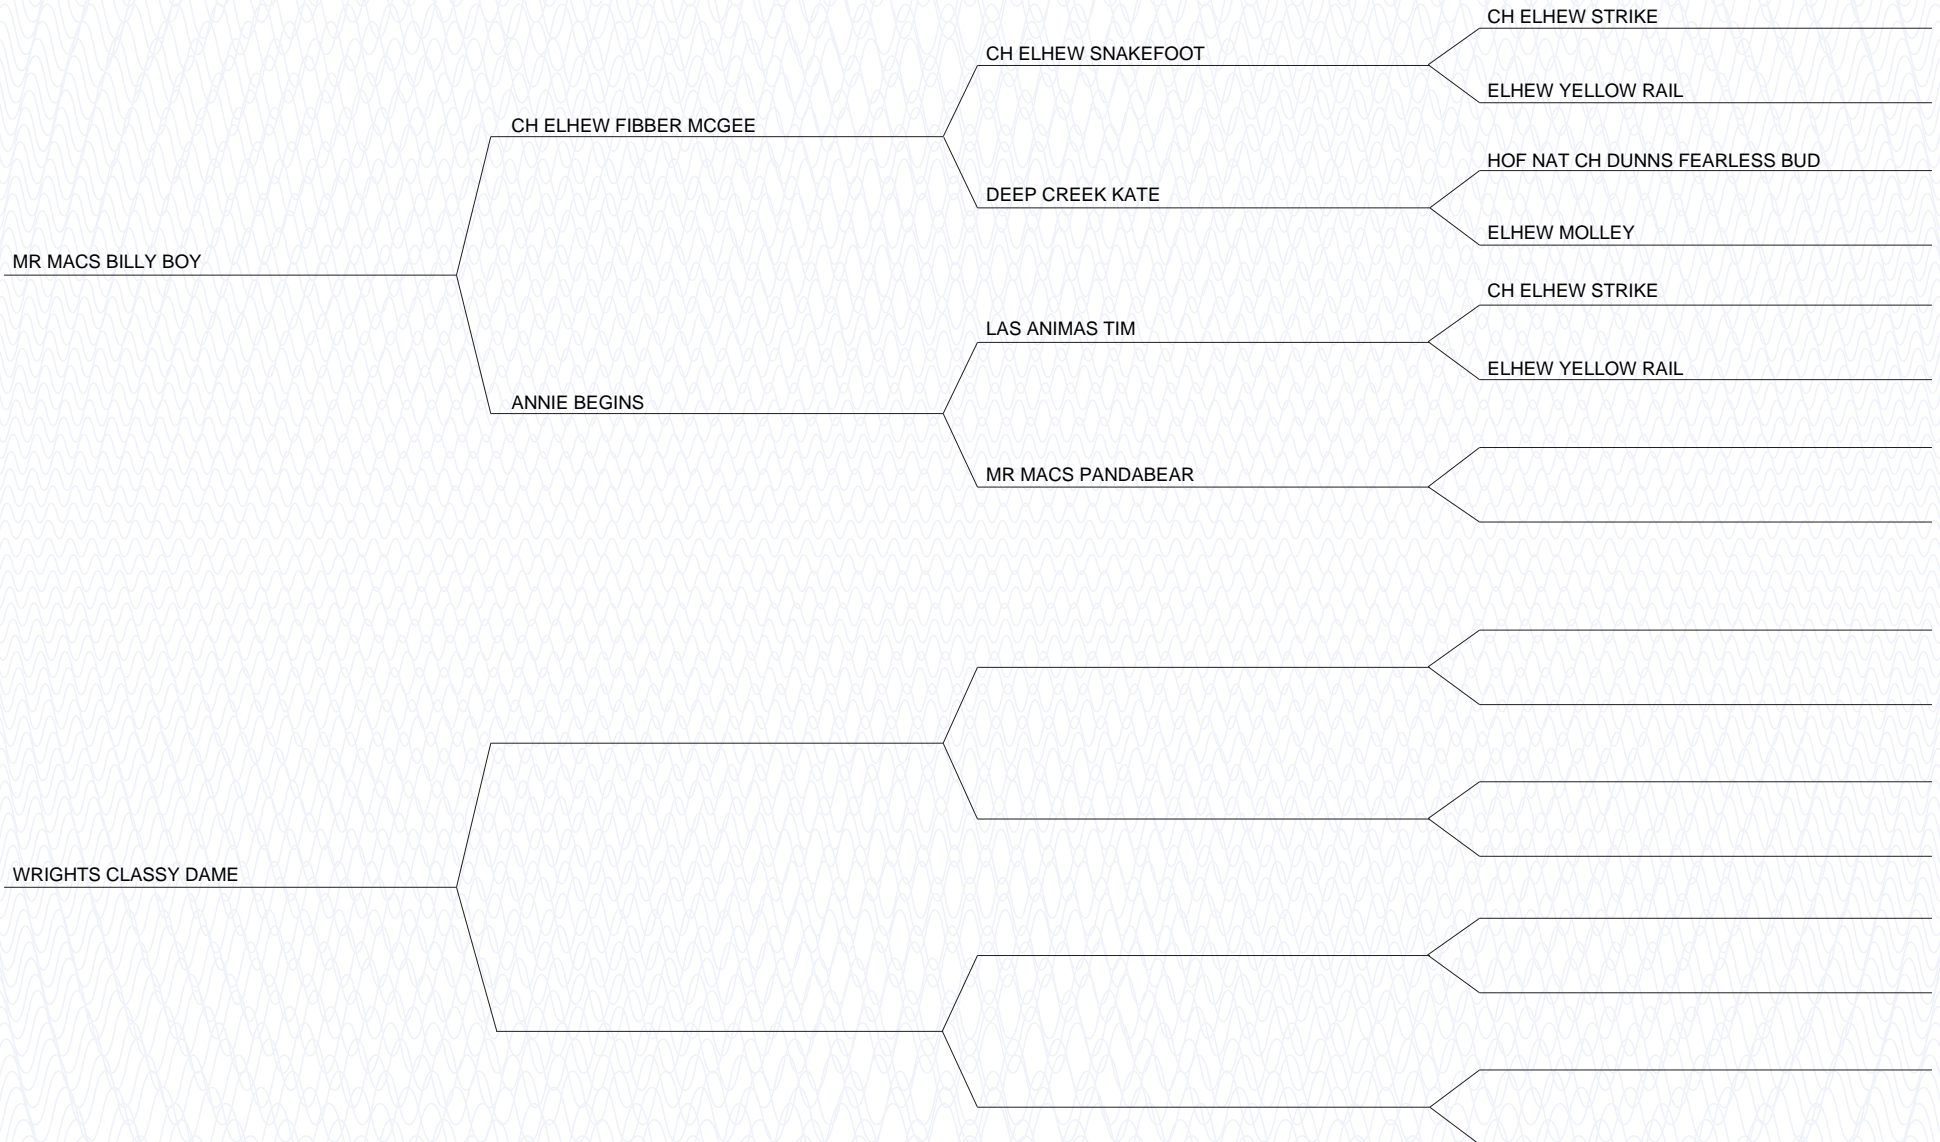 CH ELHEW STRIKE
CH ELHEW SNAKEFOOT
ELHEW YELLOW RAIL
CH ELHEW FIBBER MCGEE
HOF NAT CH DUNNS FEARLESS BUD
DEEP CREEK KATE
ELHEW MOLLEY
MR MACS BILLY BOY
CH ELHEW STRIKE
LAS ANIMAS TIM
ELHEW YELLOW RAIL
ANNIE BEGINS
MR MACS PANDABEAR
WRIGHTS CLASSY DAME